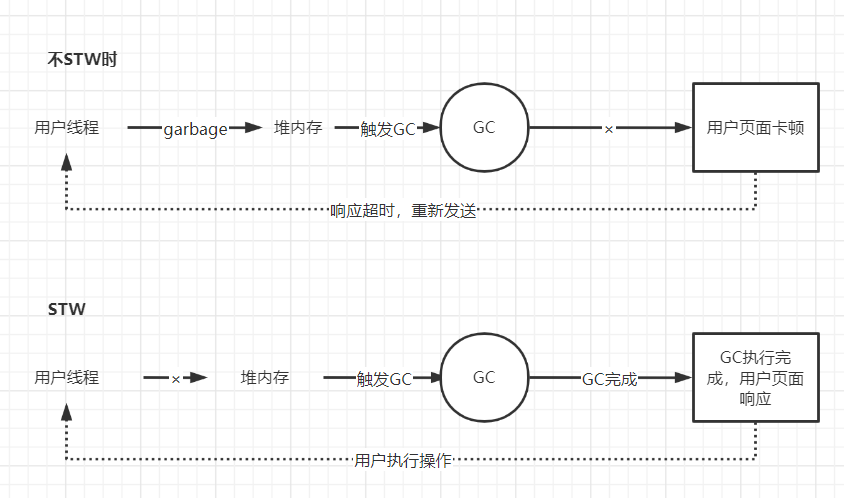 不STW时
用户线程
garbage
堆内存
触发GC
GC
×
用户页面卡顿
响应超时，重新发送
STW
用户线程
×
堆内存
触发GC
GC
GC完成
GC执行完
成，用户页面
响应
用户执行操作